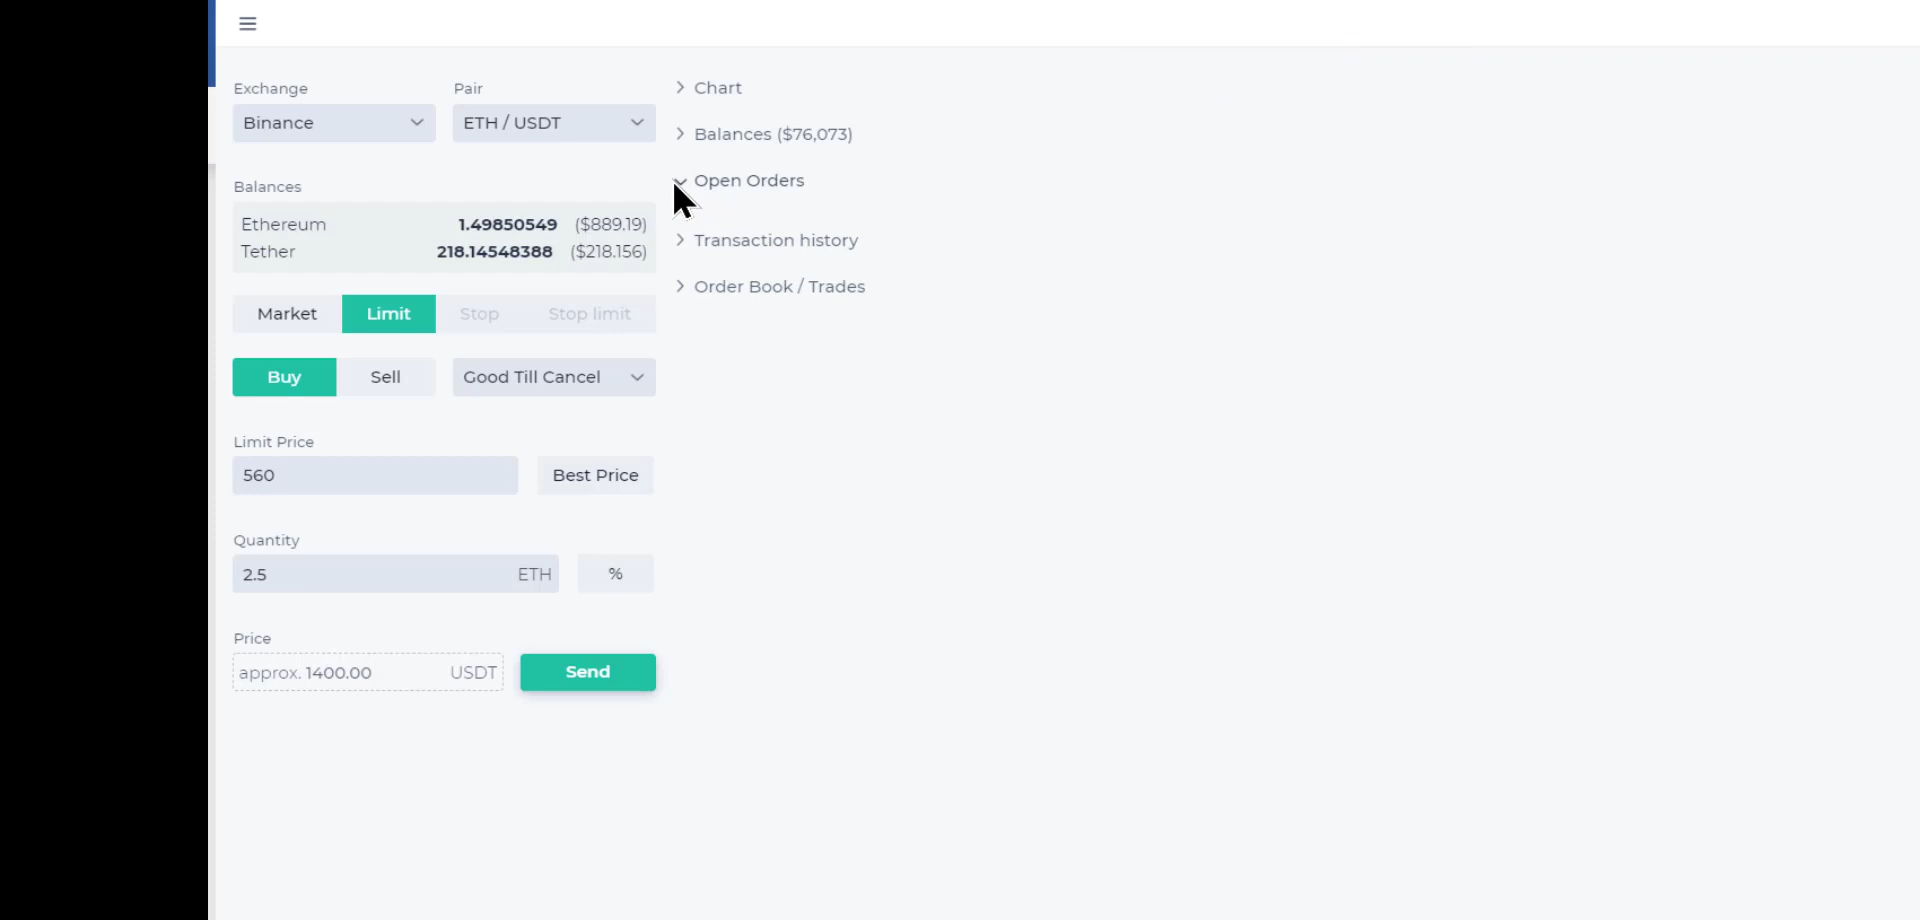 Exchange
Pair
Binance
ETH / USDT
Balances
Ethereum 1.49850549 ($889.19)
Tether 218.14548388 ($218.156)
Market Limit Stop Stop limit
Buy Sell Good Till Cancel
Limit Price
560 Best Price
Quantity
2.5 ETH %
Price
approx. 1400.00 USDT Send
Chart
Balances ($76,073)
Open Orders
Transaction history
Order Book / Trades